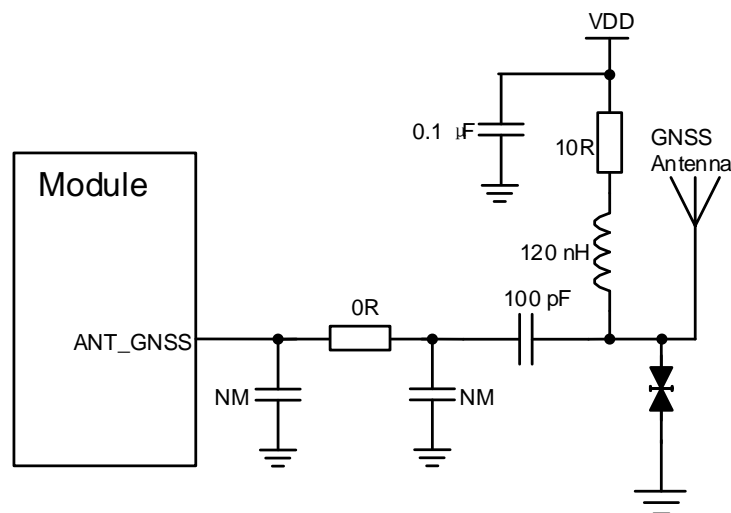 VDD
0.1 μF
10R
GNSS
Antenna
Module
120 nH
100 pF
0R
ANT_GNSS
NM
NM